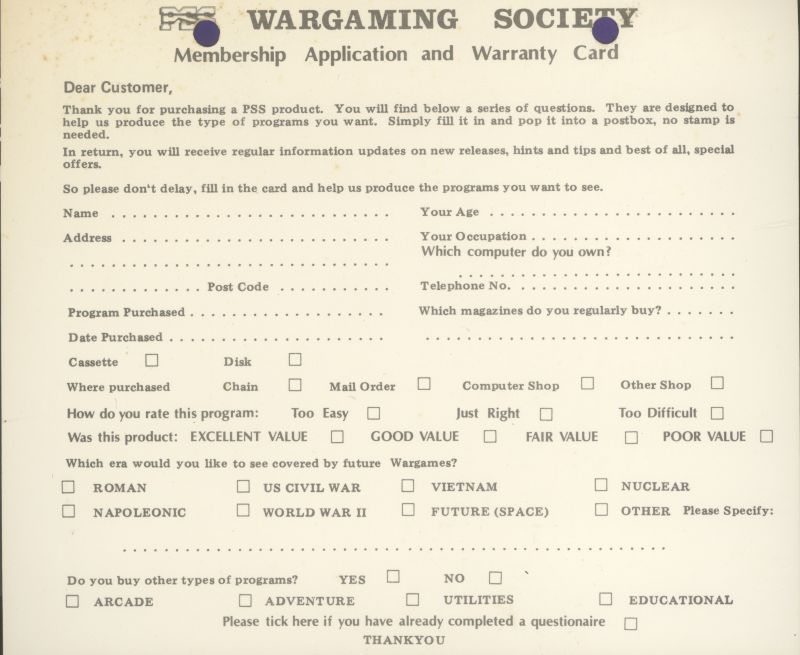 PSS WARGAMING SOCIETY
Membership Application and Warranty Card
Dear Customer,
Thank you for purchasing a PSS product. You will find below a series of questions. They are designed to
help us produce the type of programs you want. Simply fill it in and pop it into a postbox, no stamp is
needed.
In return, you will receive regular information updates on new releases, hints and tips and best of all, special
offers.
So please don't delay, fill in the card and help us produce the programs you want to see.
Name . . . . . . . . . . . . . . . . . . . . . . . . . . Your Age . . . . . . . . . . . . . . . . . . . . . . .
Address . . . . . . . . . . . . . . . . . . . . . . . . . Your Occupation . . . . . . . . . . . . . . . . . . .
Which computer do you own?
. . . . . . . . . . . . . . . . . . . . . . . . . . . . . . . . . . . . . . . . . . . . . . . . . . . . . .
. . . . . . . . . . . . . Post Code . . . . . . . . . . . Telephone No. . . . . . . . . . . . . . . . . . . . .
Program Purchased . . . . . . . . . . . . . . . . . . Which magazines do you regularly buy? . . . . . . .
Date Purchased . . . . . . . . . . . . . . . . . . . . . . . . . . . . . . . . . . . . . . . . . . . . . . . . .
Cassette □ Disk □
Where purchased Chain □ Mail Order □ Computer Shop □ Other Shop □
How do you rate this program: Too Easy □ Just Right □ Too Difficult □
Was this product: EXCELLENT VALUE □ GOOD VALUE □ FAIR VALUE □ POOR VALUE □
Which era would you like to see covered by future Wargames?
□ ROMAN □ US CIVIL WAR □ VIETNAM □ NUCLEAR
□ NAPOLEONIC □ WORLD WAR II □ FUTURE (SPACE) □ OTHER Please Specify:
. . . . . . . . . . . . . . . . . . . . . . . . . . . . . . . . . . . . . . . . . . . . . . . . . . .
Do you buy other types of programs? YES □ NO □
□ ARCADE □ ADVENTURE □ UTILITIES □ EDUCATIONAL
Please tick here if you have already completed a questionaire □
THANKYOU